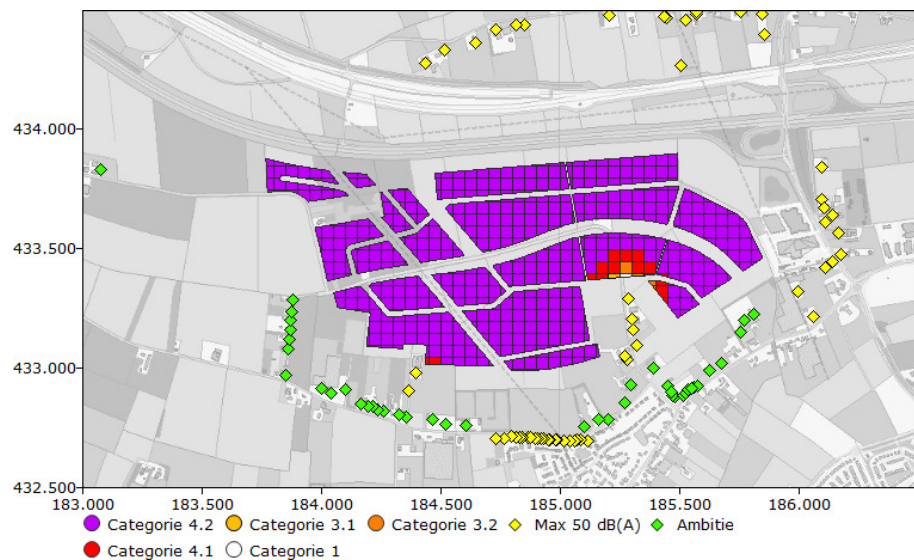 434.000
433.500
433.000
432.500
183.000 183.500 184.000 184.500 185.000 185.500 186.000
Categorie 4.2 Categorie 3.1 Categorie 3.2 Max 50 dB(A) Ambitie
Categorie 4.1 Categorie 1